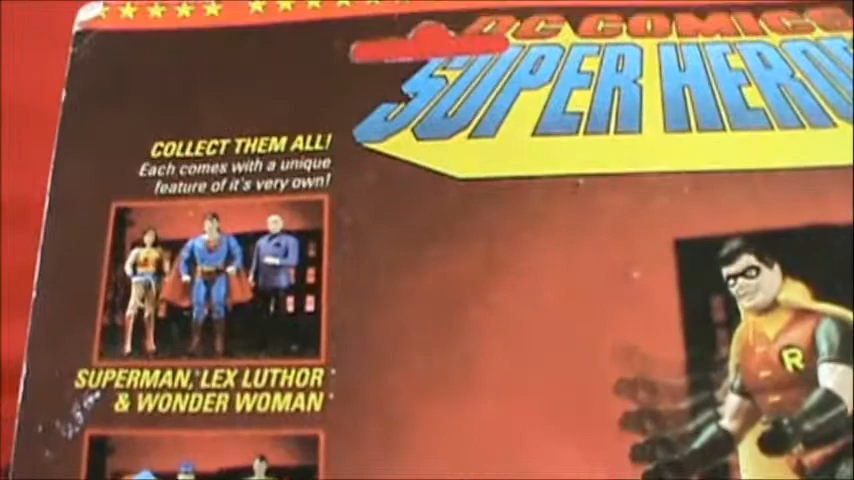 DC COMICS
SUPER HERO
COLLECT THEM ALL!
Each comes with a unique
feature of it's very own!
SUPERMAN, LEX LUTHOR
& WONDER WOMAN
R